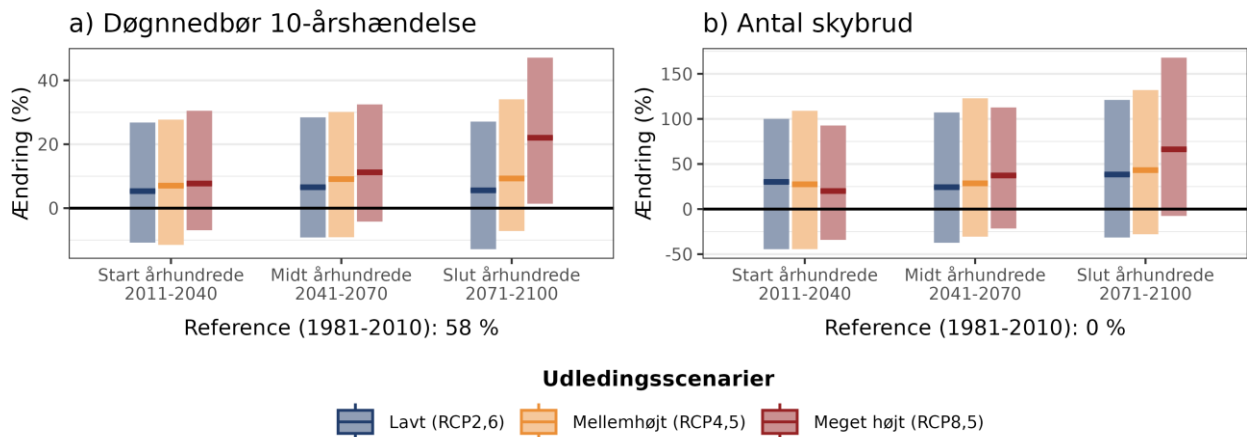 a) Døgnnedbør 10-årshændelse
Ændring (%)
40
20
0
Start århundrede
2011-2040
Midt århundrede
2041-2070
Slut århundrede
2071-2100
Reference (1981-2010): 58 %
b) Antal skybrud
Ændring (%)
150
100
50
0
-50
Start århundrede
2011-2040
Midt århundrede
2041-2070
Slut århundrede
2071-2100
Reference (1981-2010): 0 %
Udledingsscenarier
Lavt (RCP2,6)
Mellemhøjt (RCP4,5)
Meget højt (RCP8,5)